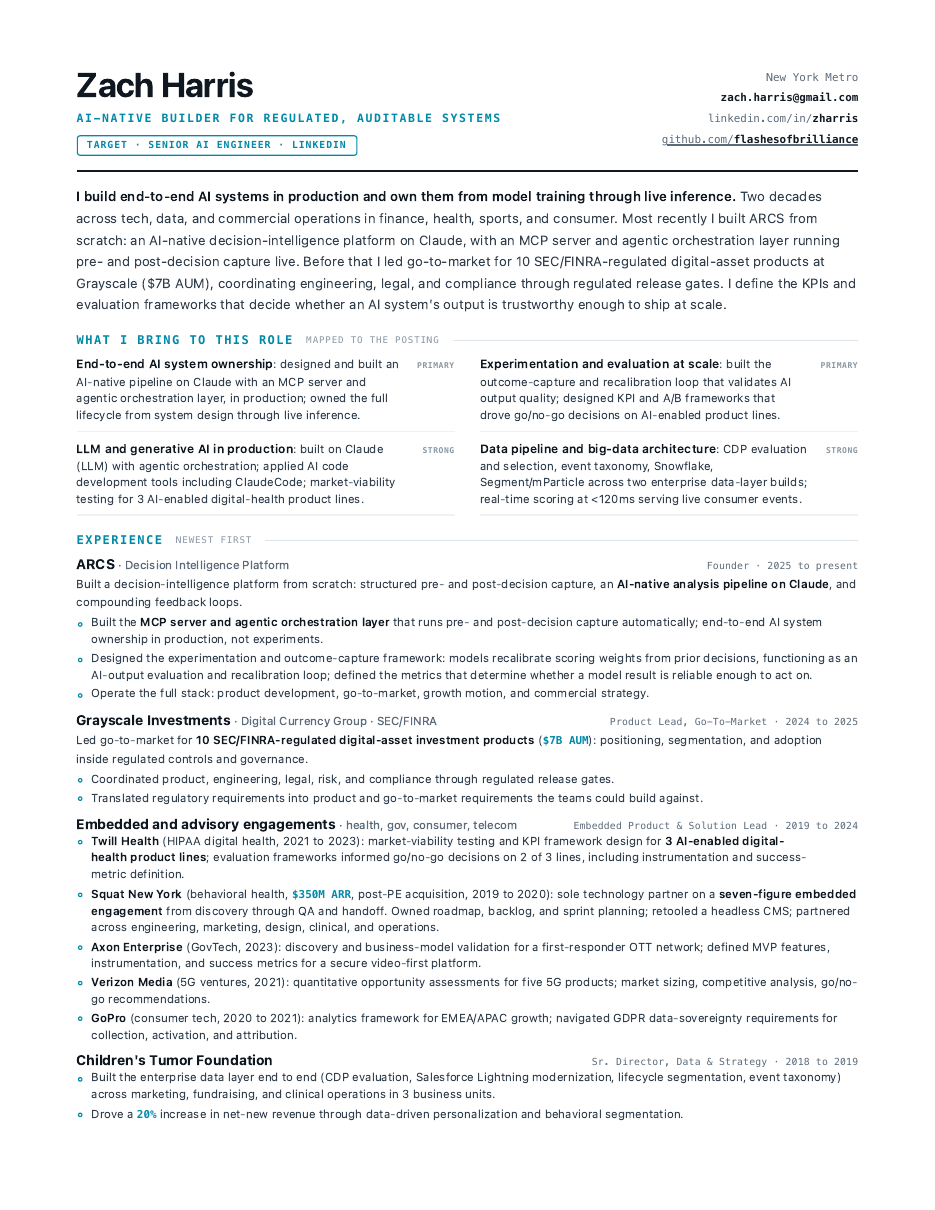 Zach Harris
AI-NATIVE BUILDER FOR REGULATED, AUDITABLE SYSTEMS
TARGET · SENIOR AI ENGINEER · LINKEDIN
New York Metro
zach.harris@gmail.com
linkedin.com/in/zharris
github.com/flashesofbrilliance
I build end-to-end AI systems in production and own them from model training through live inference. Two decades
across tech, data, and commercial operations in finance, health, sports, and consumer. Most recently I built ARCS from
scratch: an AI-native decision-intelligence platform on Claude, with an MCP server and agentic orchestration layer running
pre- and post-decision capture live. Before that I led go-to-market for 10 SEC/FINRA-regulated digital-asset products at
Grayscale ($7B AUM), coordinating engineering, legal, and compliance through regulated release gates. I define the KPIs and
evaluation frameworks that decide whether an AI system's output is trustworthy enough to ship at scale.
WHAT I BRING TO THIS ROLE MAPPED TO THE POSTING
End-to-end AI system ownership: designed and built an PRIMARY
AI-native pipeline on Claude with an MCP server and
agentic orchestration layer, in production; owned the full
lifecycle from system design through live inference.
Experimentation and evaluation at scale: built the PRIMARY
outcome-capture and recalibration loop that validates AI
output quality; designed KPI and A/B frameworks that
drove go/no-go decisions on AI-enabled product lines.
LLM and generative AI in production: built on Claude STRONG
(LLM) with agentic orchestration; applied AI code
development tools including ClaudeCode; market-viability
testing for 3 AI-enabled digital-health product lines.
Data pipeline and big-data architecture: CDP evaluation STRONG
and selection, event taxonomy, Snowflake,
Segment/mParticle across two enterprise data-layer builds;
real-time scoring at <120ms serving live consumer events.
EXPERIENCE NEWEST FIRST
ARCS · Decision Intelligence Platform Founder · 2025 to present
Built a decision-intelligence platform from scratch: structured pre- and post-decision capture, an AI-native analysis pipeline on Claude, and
compounding feedback loops.
Built the MCP server and agentic orchestration layer that runs pre- and post-decision capture automatically; end-to-end AI system
ownership in production, not experiments.
Designed the experimentation and outcome-capture framework: models recalibrate scoring weights from prior decisions, functioning as an
AI-output evaluation and recalibration loop; defined the metrics that determine whether a model result is reliable enough to act on.
Operate the full stack: product development, go-to-market, growth motion, and commercial strategy.
Grayscale Investments · Digital Currency Group · SEC/FINRA Product Lead, Go-To-Market · 2024 to 2025
Led go-to-market for 10 SEC/FINRA-regulated digital-asset investment products ($7B AUM): positioning, segmentation, and adoption
inside regulated controls and governance.
Coordinated product, engineering, legal, risk, and compliance through regulated release gates.
Translated regulatory requirements into product and go-to-market requirements the teams could build against.
Embedded and advisory engagements · health, gov, consumer, telecom Embedded Product & Solution Lead · 2019 to 2024
Twill Health (HIPAA digital health, 2021 to 2023): market-viability testing and KPI framework design for 3 AI-enabled digital-
health product lines; evaluation frameworks informed go/no-go decisions on 2 of 3 lines, including instrumentation and success-
metric definition.
Squat New York (behavioral health, $350M ARR, post-PE acquisition, 2019 to 2020): sole technology partner on a seven-figure embedded
engagement from discovery through QA and handoff. Owned roadmap, backlog, and sprint planning; retooled a headless CMS; partnered
across engineering, marketing, design, clinical, and operations.
Axon Enterprise (GovTech, 2023): discovery and business-model validation for a first-responder OTT network; defined MVP features,
instrumentation, and success metrics for a secure video-first platform.
Verizon Media (5G ventures, 2021): quantitative opportunity assessments for five 5G products; market sizing, competitive analysis, go/no-
go recommendations.
GoPro (consumer tech, 2020 to 2021): analytics framework for EMEA/APAC growth; navigated GDPR data-sovereignty requirements for
collection, activation, and attribution.
Children's Tumor Foundation Sr. Director, Data & Strategy · 2018 to 2019
Built the enterprise data layer end to end (CDP evaluation, Salesforce Lightning modernization, lifecycle segmentation, event taxonomy)
across marketing, fundraising, and clinical operations in 3 business units.
Drove a 20% increase in net-new revenue through data-driven personalization and behavioral segmentation.